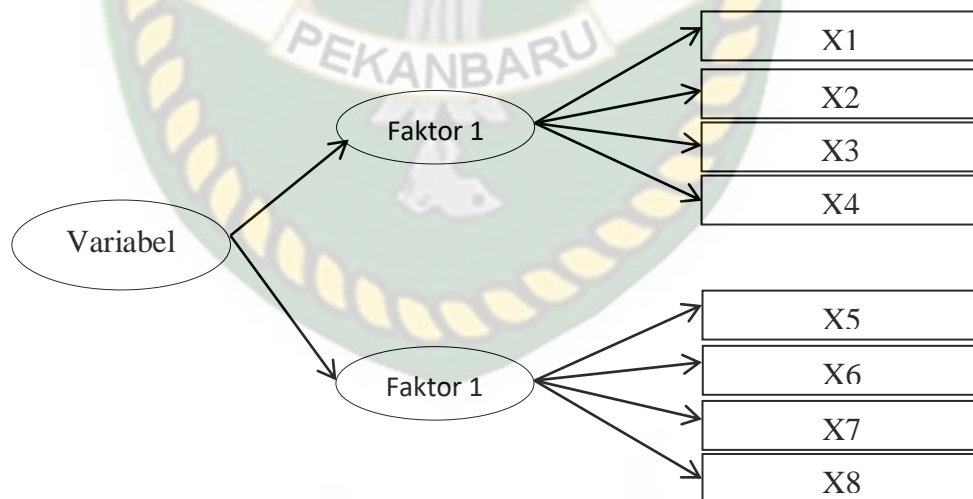 PEKANBARU
X1
X2
Faktor 1
X3
X4
Variabel
X5
X6
Faktor 1
X7
X8